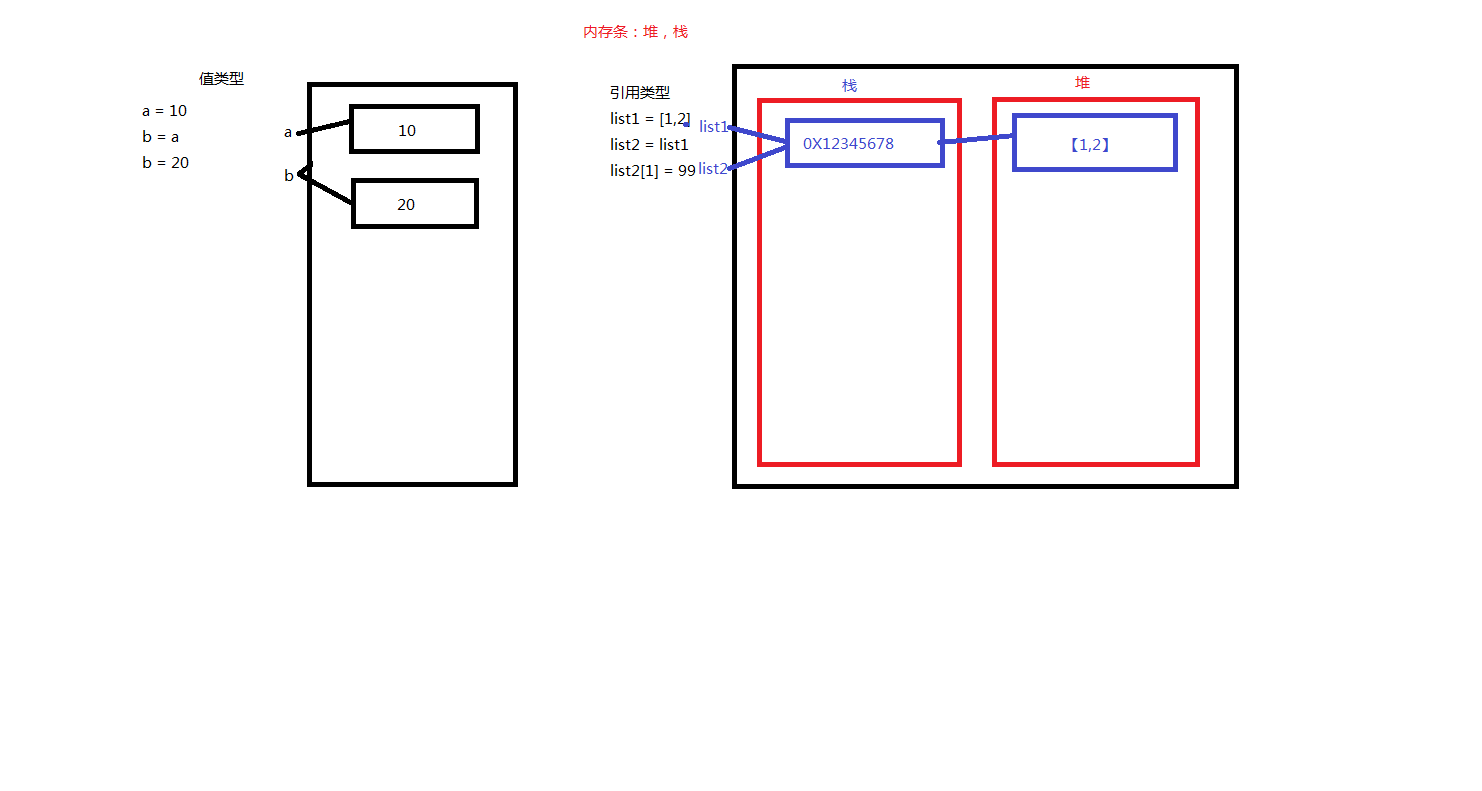 内存条：堆，栈
值类型
a = 10
b = a
b = 20
a
b
10
20
引用类型
list1 = [1,2]
list2 = list1
list2[1] = 99
list1
list2
栈
0X12345678
堆
【1,2】